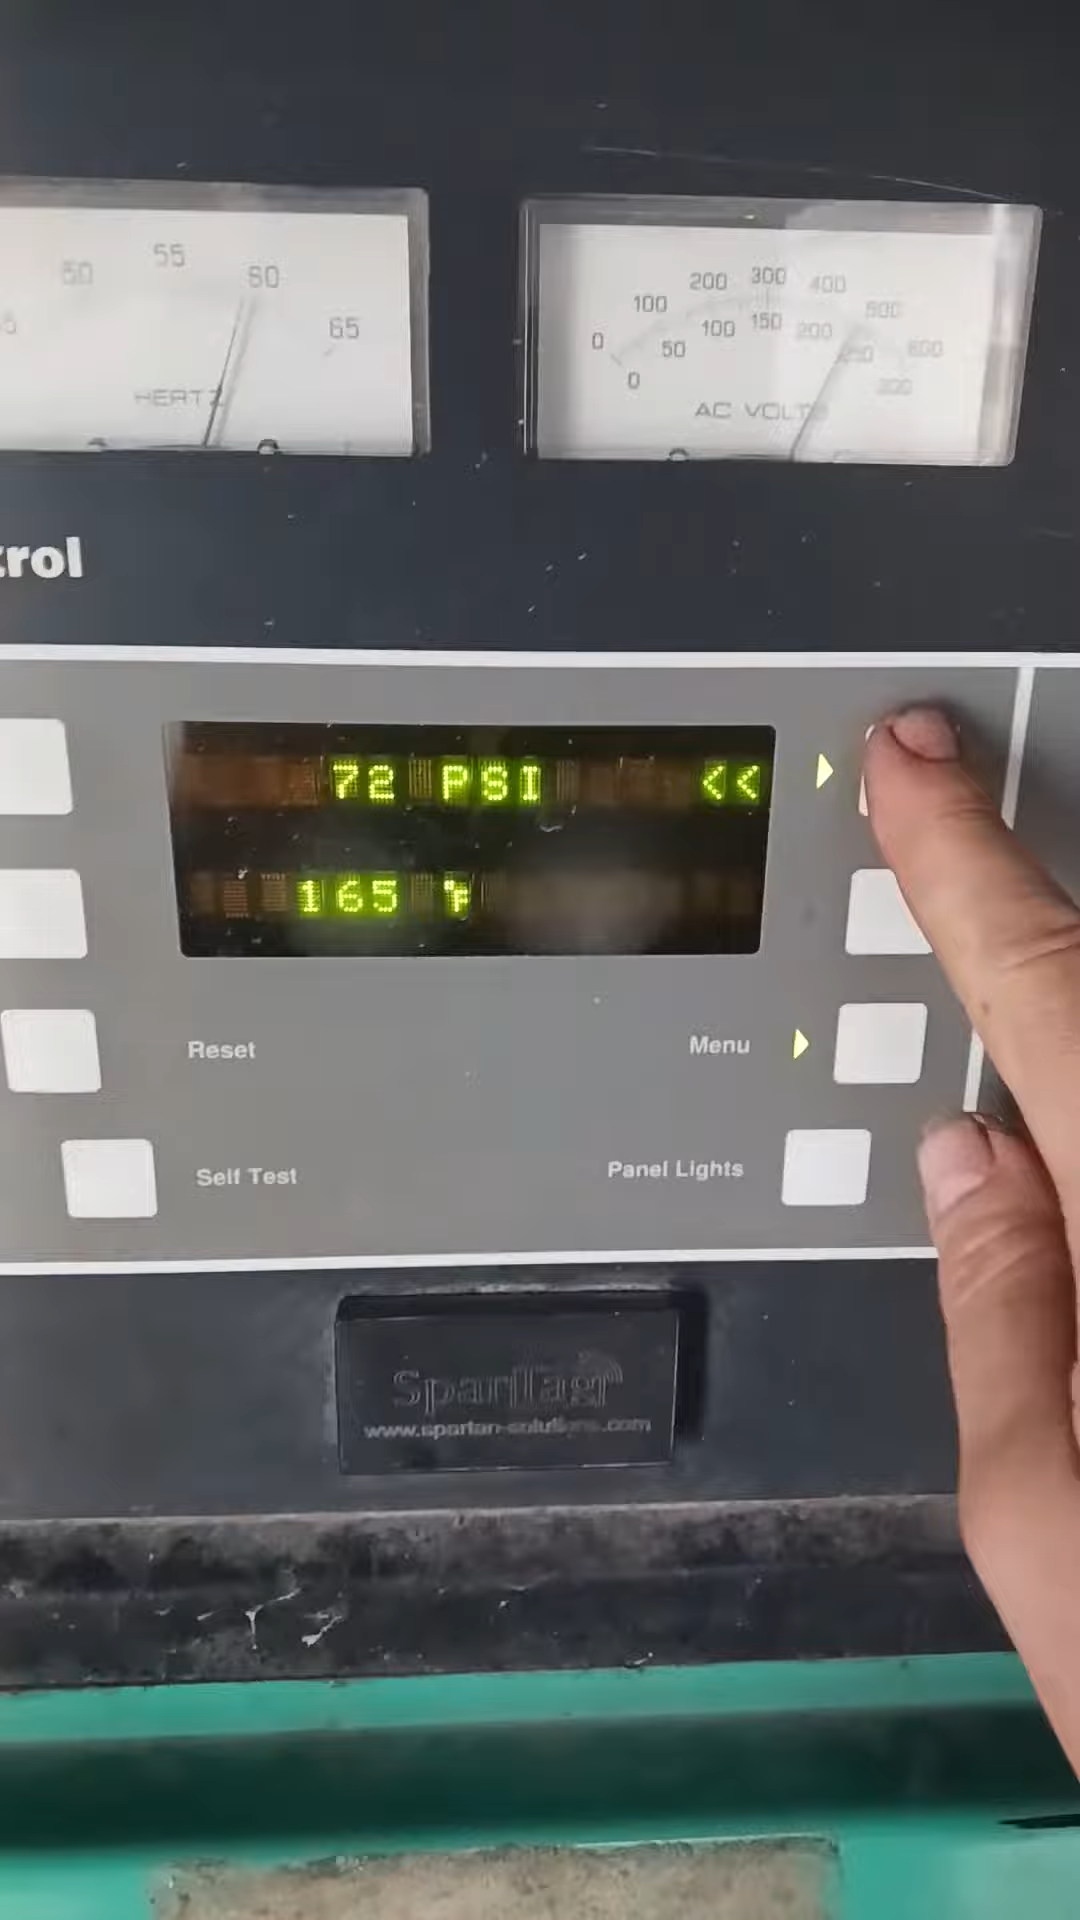 50 55 60 65
HERTZ
0 100 200 300 400 500 600
0 50 100 150 200 250 300
AC VOLTS
trol
72 PSI <<
165 °F
Reset
Menu
Self Test
Panel Lights
SparTag
www.spartan-solutions.com